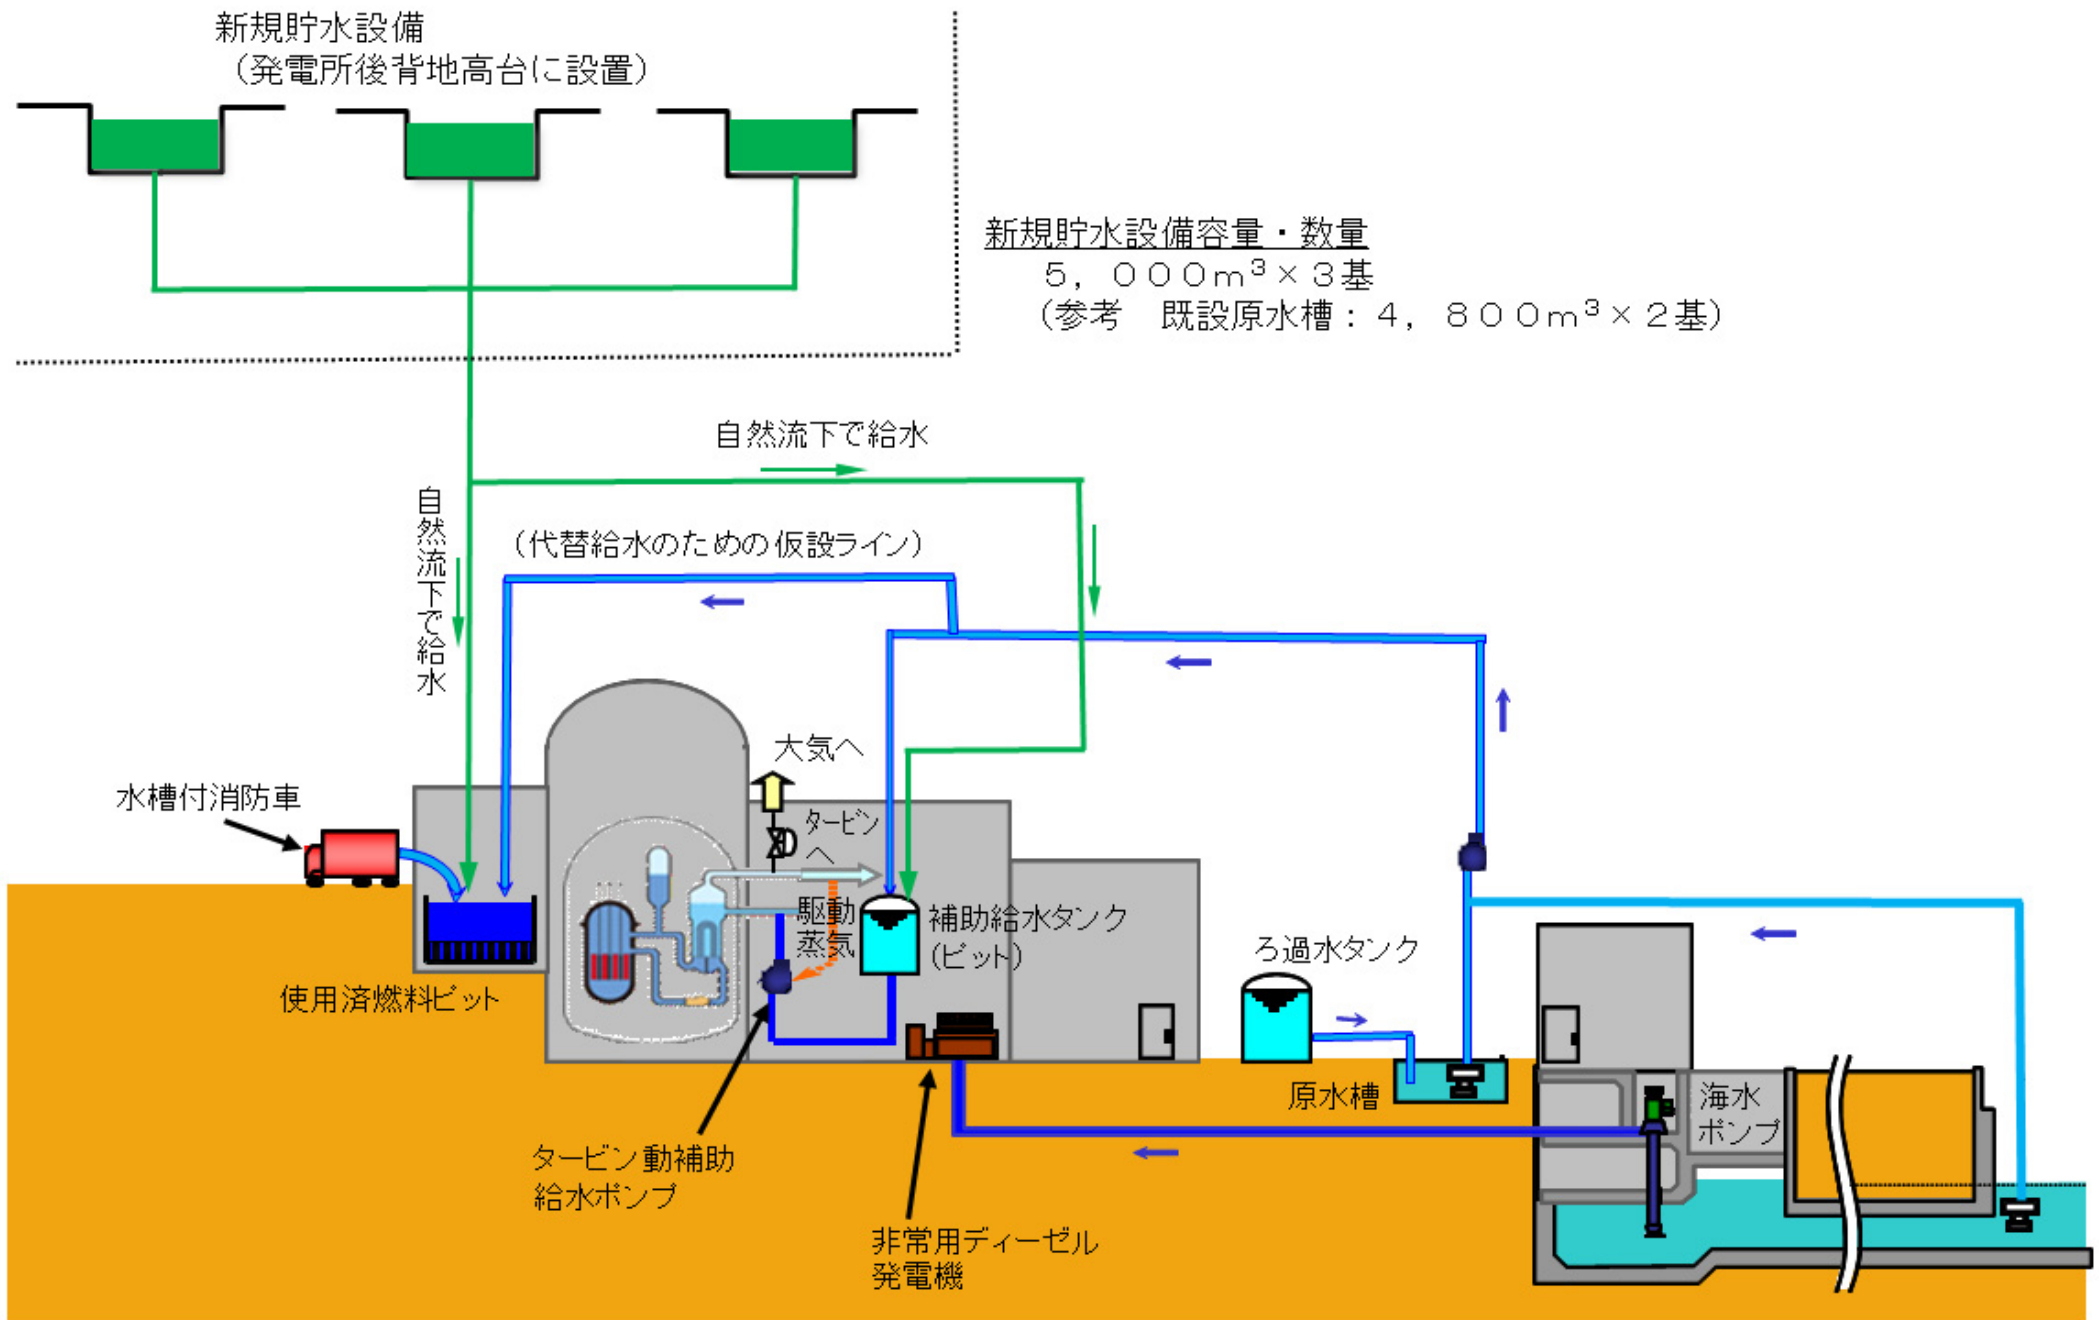 新規貯水設備
（発電所後背地高台に設置）
新規貯水設備容量・数量
５，０００ｍ³×３基
（参考　既設原水槽：４，８００ｍ³×２基）
自然流下で給水
自然流下で給水
（代替給水のための仮設ライン）
大気へ
水槽付消防車
タービン
へ
駆動
蒸気
補助給水タンク
（ピット）
ろ過水タンク
使用済燃料ピット
原水槽
海水
ポンプ
タービン動補助
給水ポンプ
非常用ディーゼル
発電機